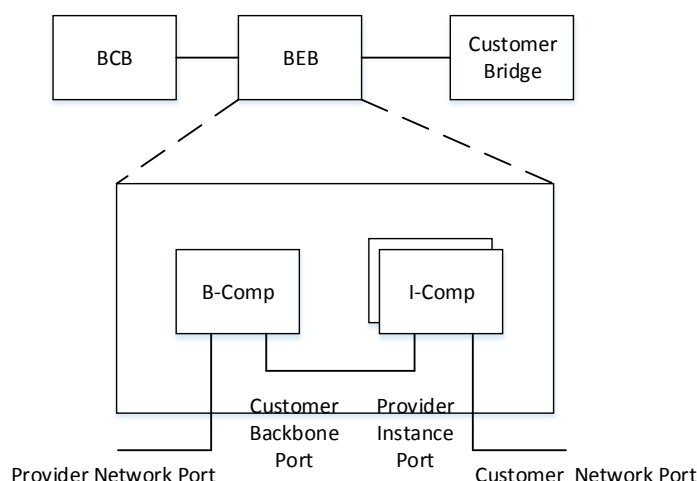 BCB
BEB
Customer
Bridge
B-Comp
I-Comp
Customer
Backbone
Port
Provider
Instance
Port
Provider Network Port
Customer Network Port